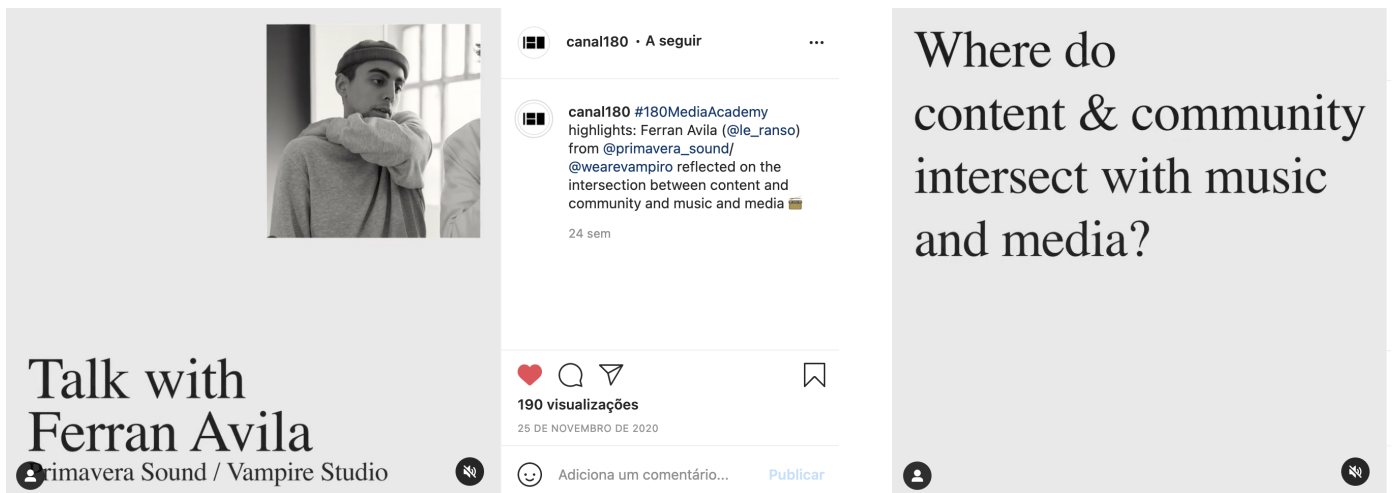 Talk with
Ferran Avila
Primavera Sound / Vampire Studio
canal180 • A seguir
canal180 #180MediaAcademy
highlights: Ferran Avila (@le_ranso)
from @primavera_sound/
@wearevampiro reflected on the
intersection between content and
community and music and media
24 sem
190 visualizações
25 DE NOVEMBRO DE 2020
Adiciona um comentário... Publicar
Where do
content & community
intersect with music
and media?